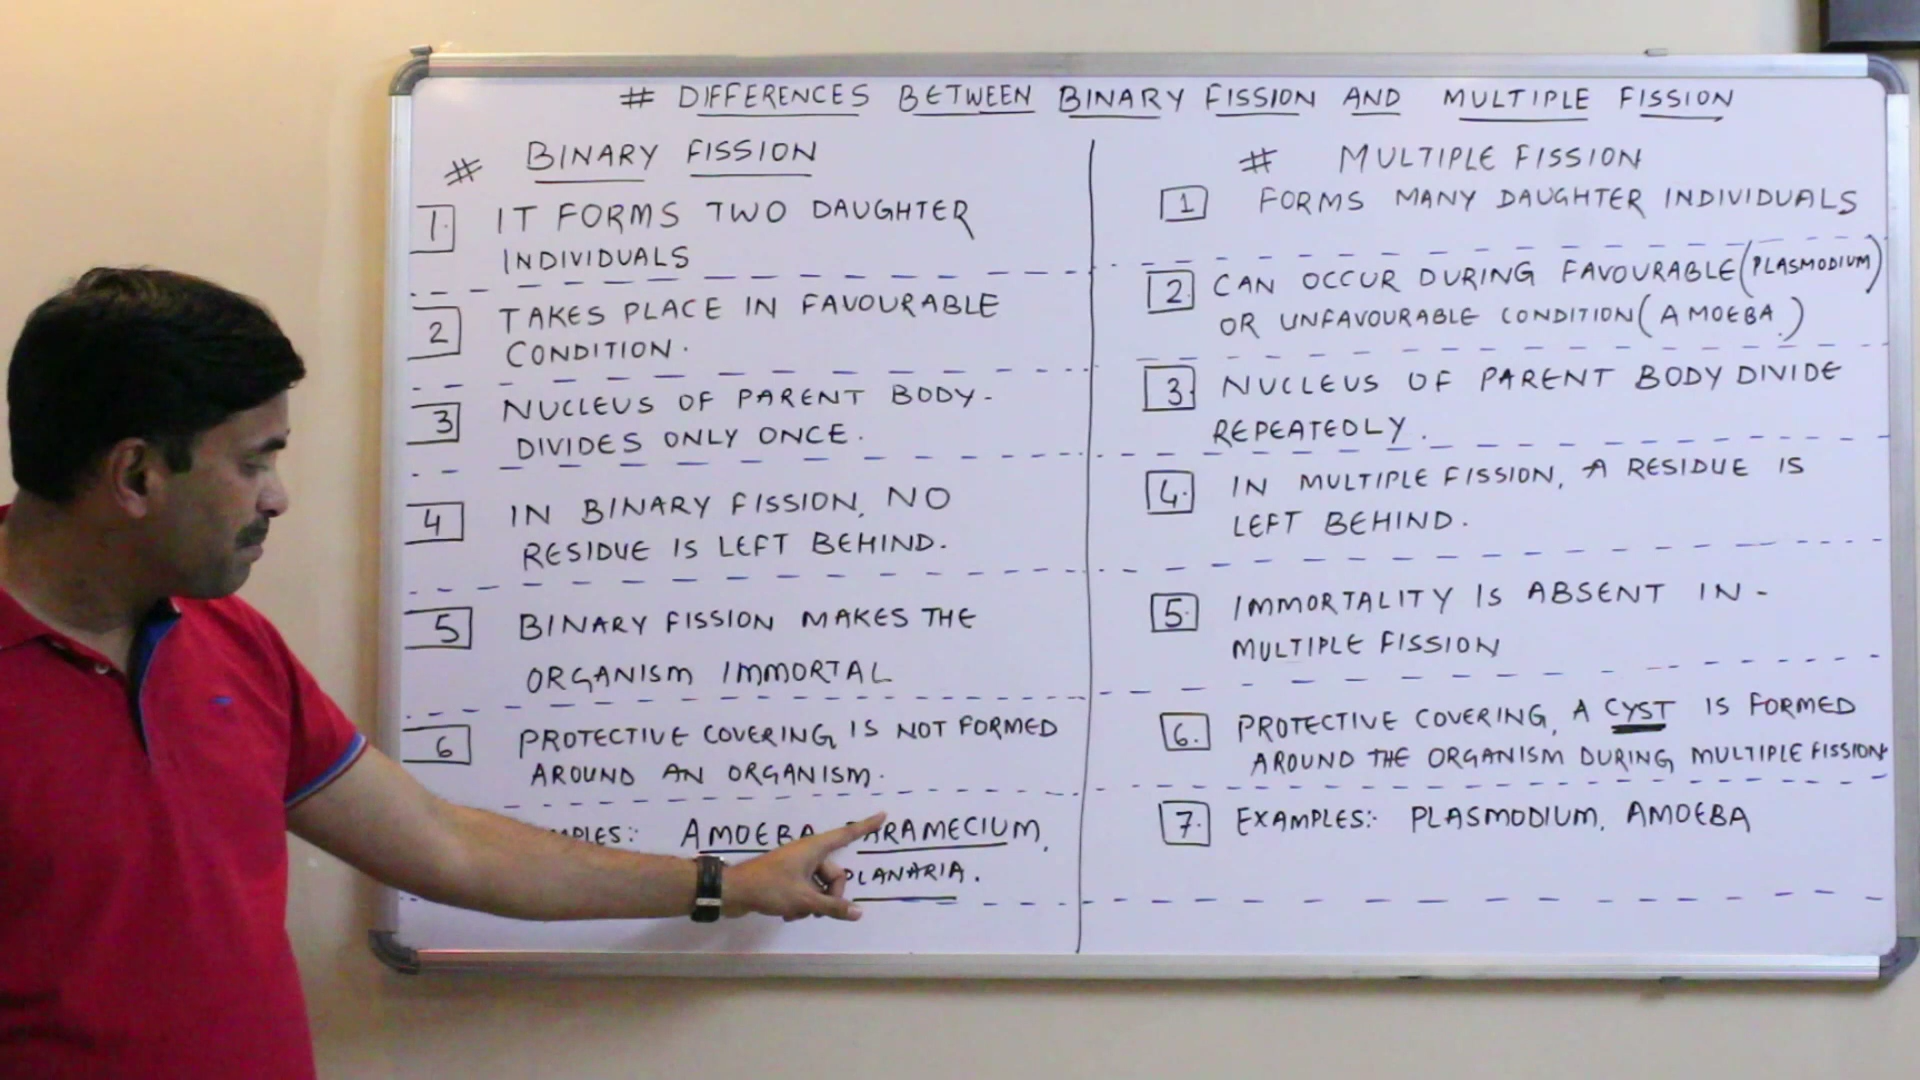 # DIFFERENCES BETWEEN BINARY FISSION AND MULTIPLE FISSION
# BINARY FISSION
1. IT FORMS TWO DAUGHTER
INDIVIDUALS
2 TAKES PLACE IN FAVOURABLE
CONDITION.
3 NUCLEUS OF PARENT BODY-
DIVIDES ONLY ONCE.
4 IN BINARY FISSION, NO
RESIDUE IS LEFT BEHIND.
5 BINARY FISSION MAKES THE
ORGANISM IMMORTAL
6 PROTECTIVE COVERING IS NOT FORMED
AROUND AN ORGANISM.
MPLES: AMOEBA PARAMECIUM,
PLANARIA.
# MULTIPLE FISSION
1 FORMS MANY DAUGHTER INDIVIDUALS
2. CAN OCCUR DURING FAVOURABLE (PLASMODIUM)
OR UNFAVOURABLE CONDITION (AMOEBA.)
3. NUCLEUS OF PARENT BODY DIVIDE
REPEATEDLY.
4. IN MULTIPLE FISSION, A RESIDUE IS
LEFT BEHIND.
5. IMMORTALITY IS ABSENT IN -
MULTIPLE FISSION
6. PROTECTIVE COVERING, A CYST IS FORMED
AROUND THE ORGANISM DURING MULTIPLE FISSION
7. EXAMPLES:- PLASMODIUM, AMOEBA